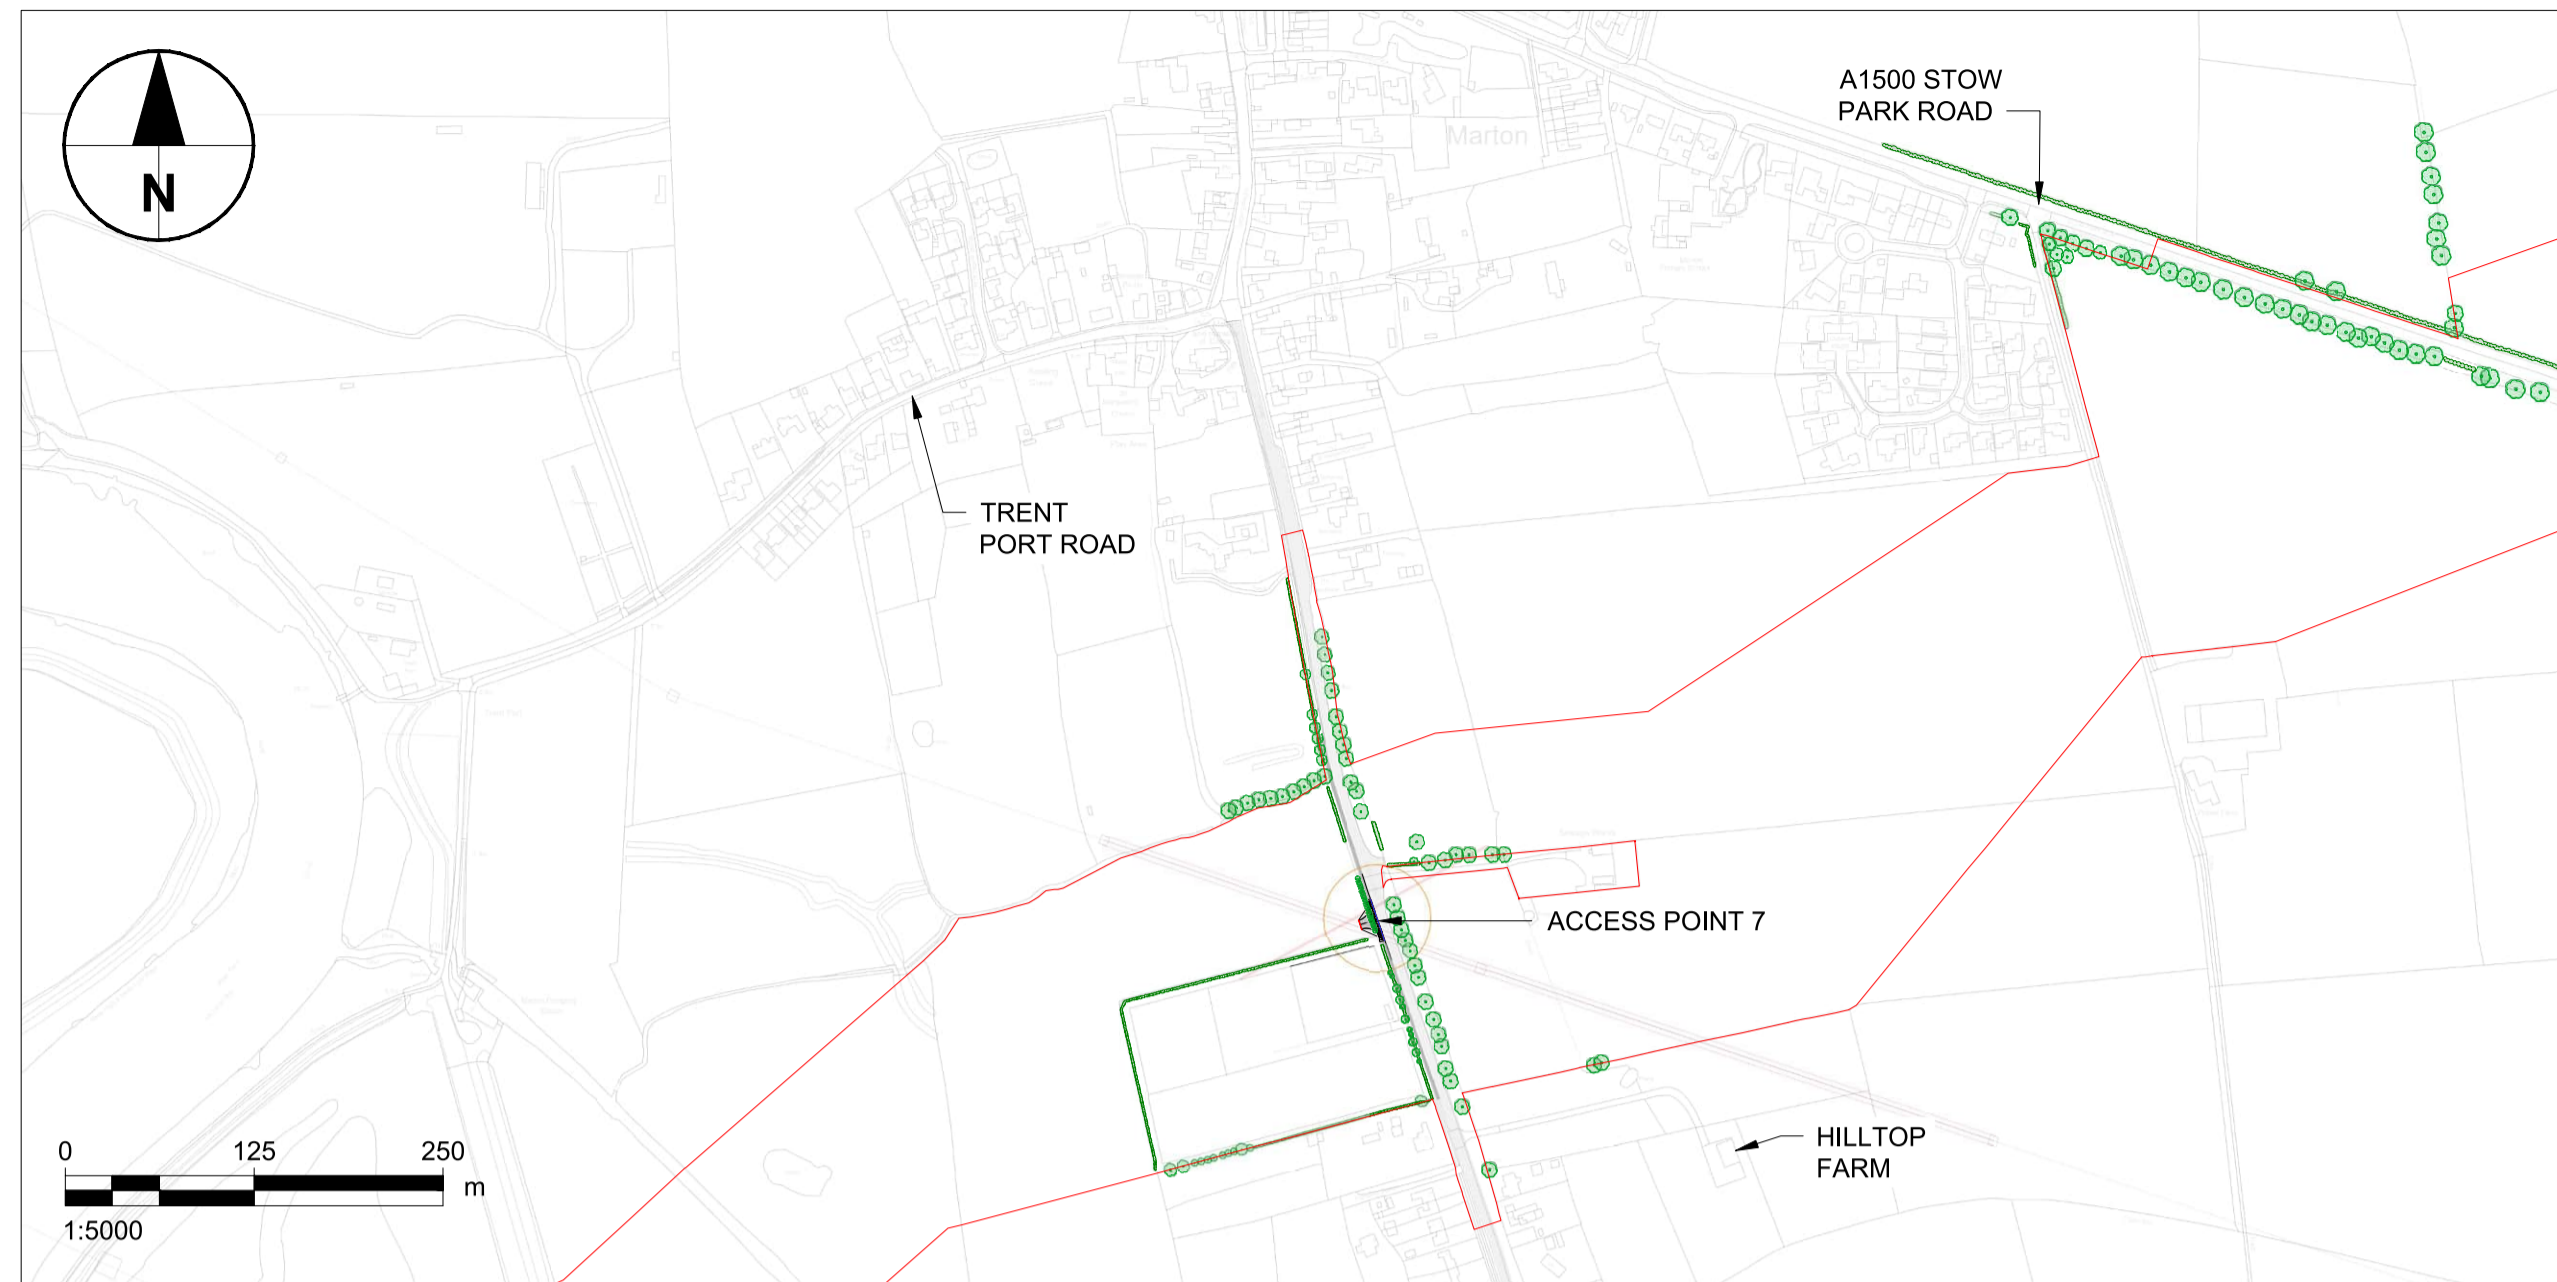 N
Marton
A1500 STOW
PARK ROAD
TRENT
PORT ROAD
ACCESS POINT 7
HILLTOP
FARM
0 125 250
m
1:5000